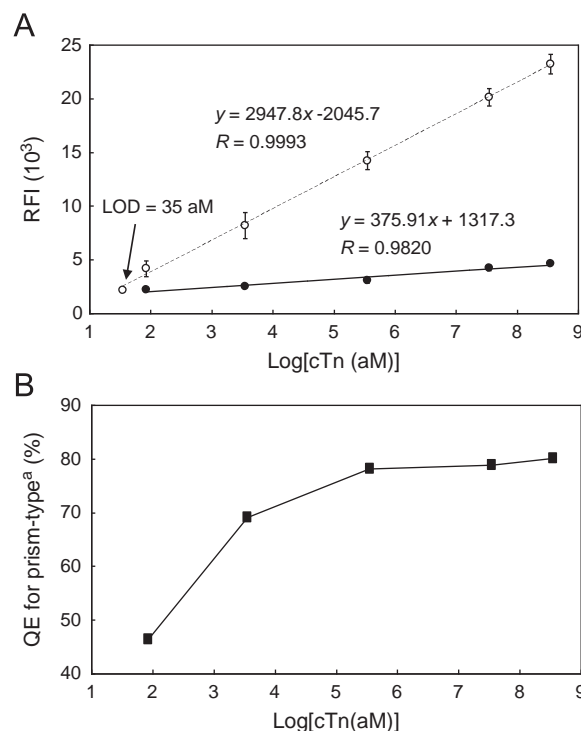 A
25
20
15
10
5
0
RFI (10³)
y = 2947.8x -2045.7
R = 0.9993
LOD = 35 aM
y = 375.91x + 1317.3
R = 0.9820
1 2 3 4 5 6 7 8 9
Log[cTn (aM)]
B
90
80
70
60
50
40
QE for prism-typeᵃ (%)
1 2 3 4 5 6 7 8 9
Log[cTn(aM)]